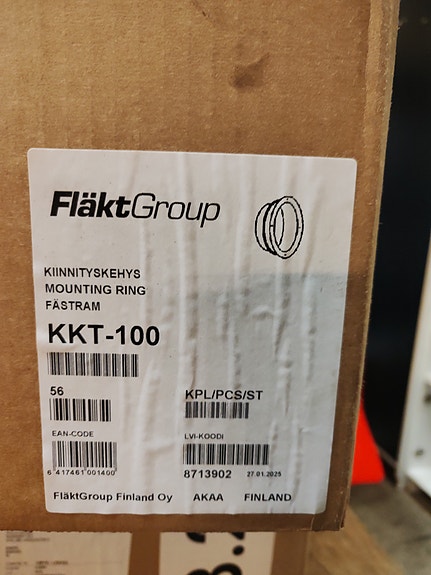 FläktGroup
KIINNITYSKEHYS
MOUNTING RING
FÄSTRAM
KKT-100
56 KPL/PCS/ST
EAN-CODE LVI-KOODI
6 417461 001400 8713902 27.01.2025
FläktGroup Finland Oy AKAA FINLAND